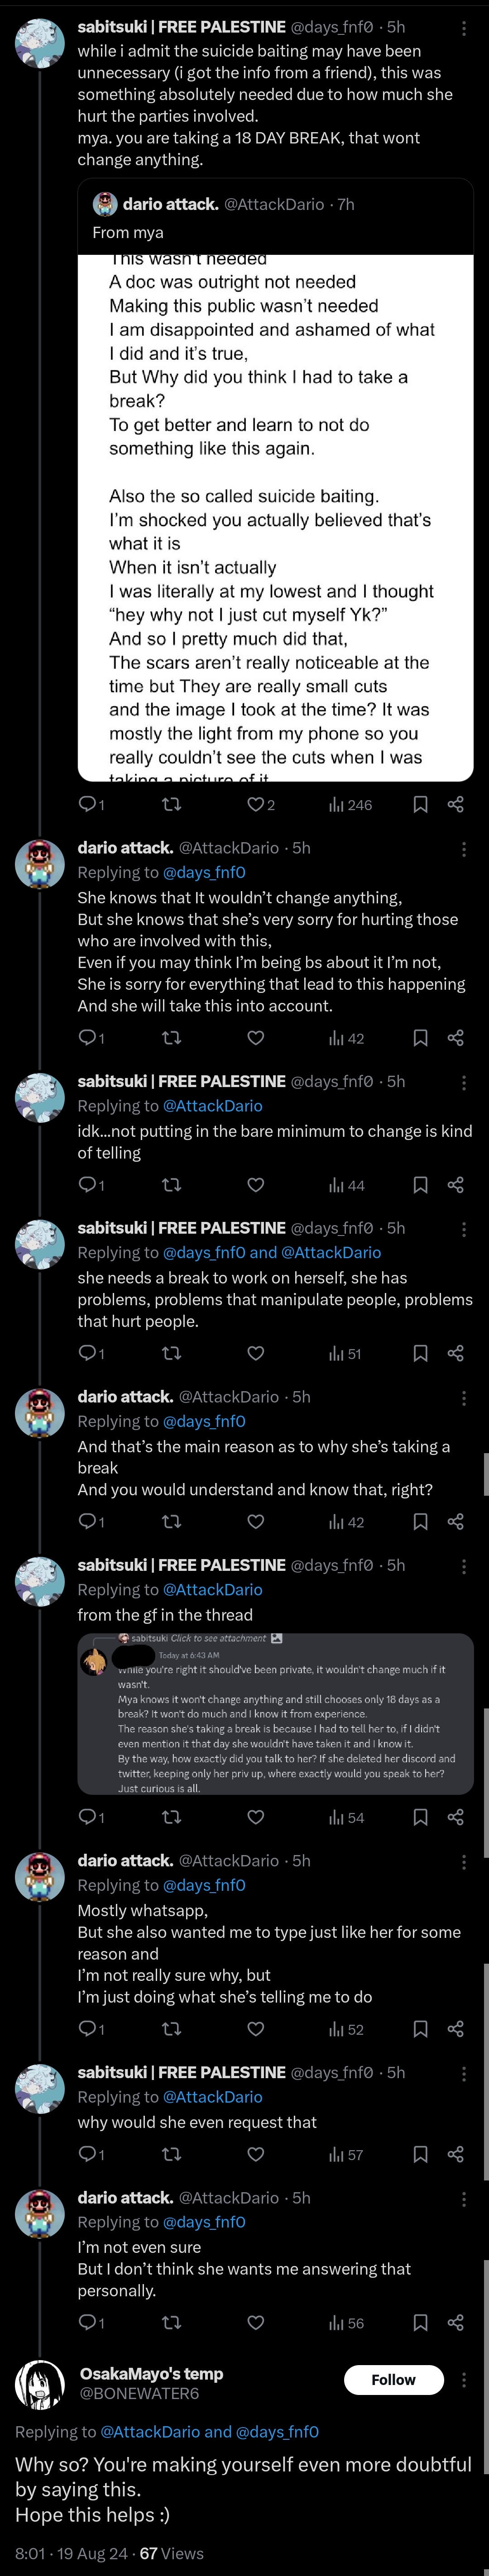 sabitsuki | FREE PALESTINE @days_fnf0 · 5h
while i admit the suicide baiting may have been
unnecessary (i got the info from a friend), this was
something absolutely needed due to how much she
hurt the parties involved.
mya. you are taking a 18 DAY BREAK, that wont
change anything.
dario attack. @AttackDario · 7h
From mya
This wasn't needed
A doc was outright not needed
Making this public wasn't needed
I am disappointed and ashamed of what
I did and it's true,
But Why did you think I had to take a
break?
To get better and learn to not do
something like this again.
Also the so called suicide baiting.
I'm shocked you actually believed that's
what it is
When it isn't actually
I was literally at my lowest and I thought
“hey why not I just cut myself Yk?”
And so I pretty much did that,
The scars aren't really noticeable at the
time but They are really small cuts
and the image I took at the time? It was
mostly the light from my phone so you
really couldn't see the cuts when I was
taking a picture of it
1 2 246
dario attack. @AttackDario · 5h
Replying to @days_fnf0
She knows that It wouldn't change anything,
But she knows that she's very sorry for hurting those
who are involved with this,
Even if you may think I'm being bs about it I'm not,
She is sorry for everything that lead to this happening
And she will take this into account.
1 42
sabitsuki | FREE PALESTINE @days_fnf0 · 5h
Replying to @AttackDario
idk...not putting in the bare minimum to change is kind
of telling
1 44
sabitsuki | FREE PALESTINE @days_fnf0 · 5h
Replying to @days_fnf0 and @AttackDario
she needs a break to work on herself, she has
problems, problems that manipulate people, problems
that hurt people.
1 51
dario attack. @AttackDario · 5h
Replying to @days_fnf0
And that's the main reason as to why she's taking a
break
And you would understand and know that, right?
1 42
sabitsuki | FREE PALESTINE @days_fnf0 · 5h
Replying to @AttackDario
from the gf in the thread
sabitsuki Click to see attachment
Today at 6:43 AM
While you're right it should've been private, it wouldn't change much if it
wasn't.
Mya knows it won't change anything and still chooses only 18 days as a
break? It won't do much and I know it from experience.
The reason she's taking a break is because I had to tell her to, if I didn't
even mention it that day she wouldn't have taken it and I know it.
By the way, how exactly did you talk to her? If she deleted her discord and
twitter, keeping only her priv up, where exactly would you speak to her?
Just curious is all.
1 54
dario attack. @AttackDario · 5h
Replying to @days_fnf0
Mostly whatsapp,
But she also wanted me to type just like her for some
reason and
I'm not really sure why, but
I'm just doing what she's telling me to do
1 52
sabitsuki | FREE PALESTINE @days_fnf0 · 5h
Replying to @AttackDario
why would she even request that
1 57
dario attack. @AttackDario · 5h
Replying to @days_fnf0
I'm not even sure
But I don't think she wants me answering that
personally.
1 56
OsakaMayo's temp
@BONEWATER6
Follow
Replying to @AttackDario and @days_fnf0
Why so? You're making yourself even more doubtful
by saying this.
Hope this helps :)
8:01 · 19 Aug 24 · 67 Views